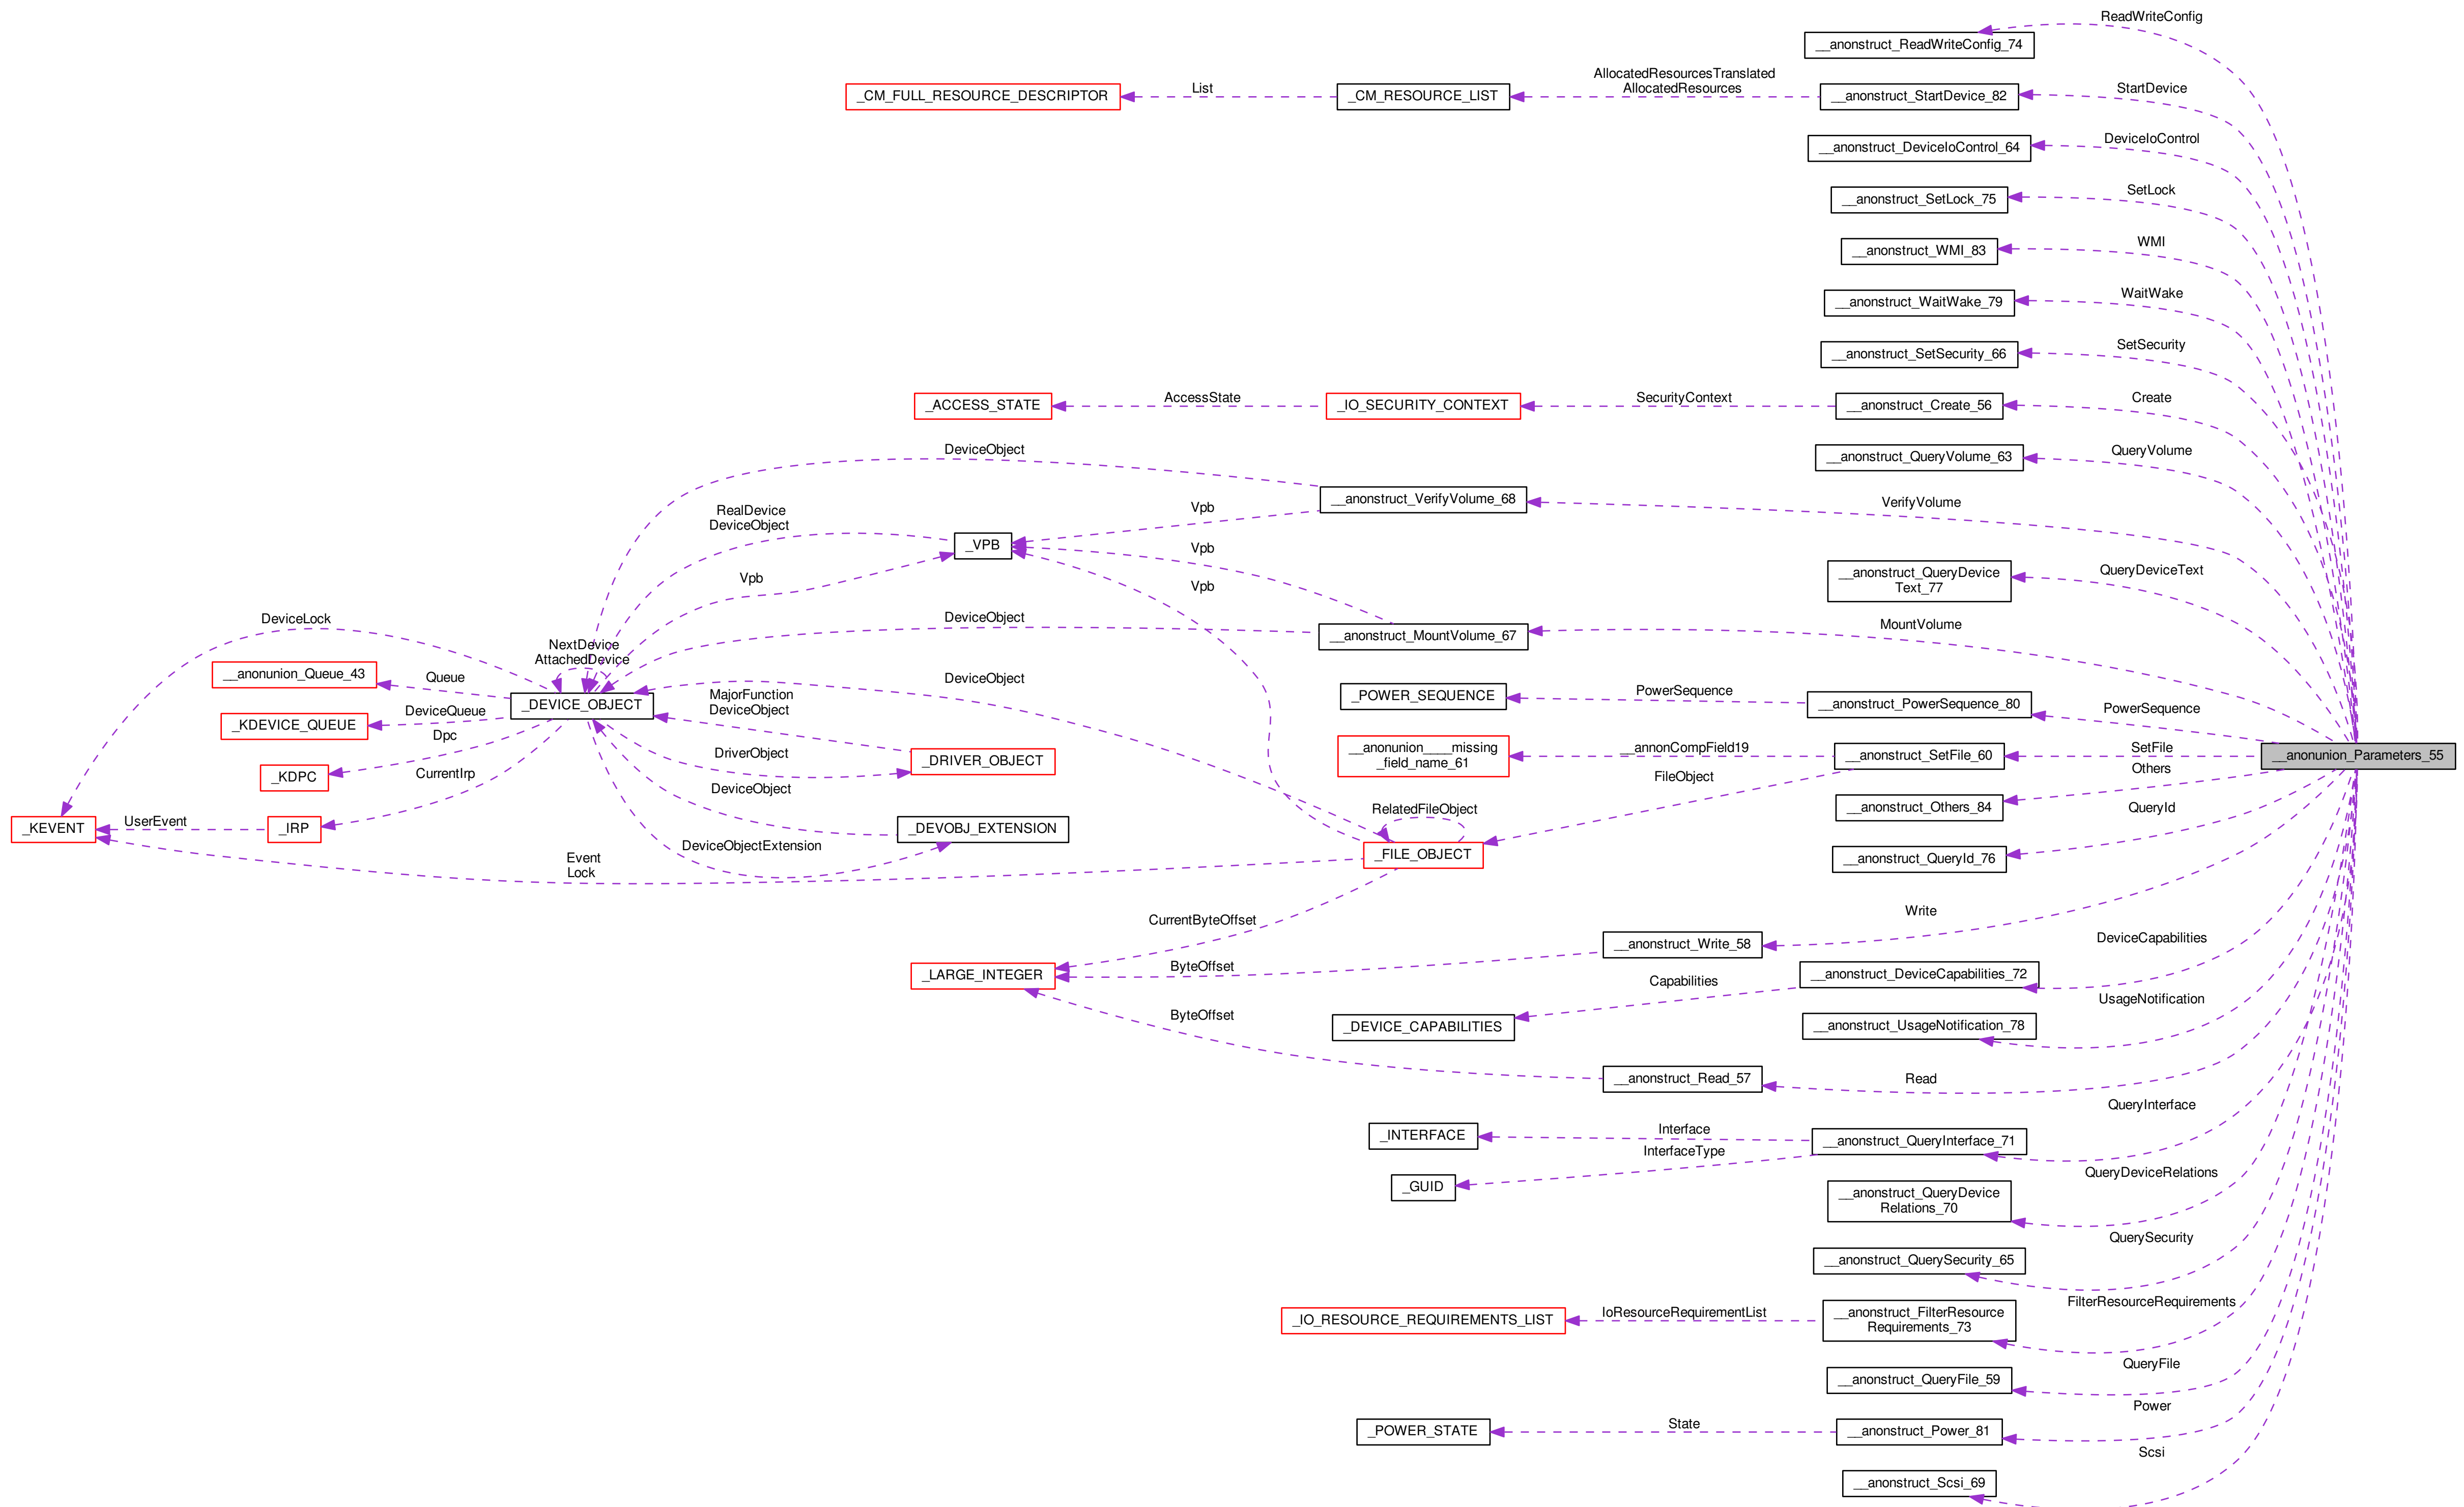 ReadWriteConfig
__anonstruct_ReadWriteConfig_74
_CM_FULL_RESOURCE_DESCRIPTOR
List
_CM_RESOURCE_LIST
AllocatedResourcesTranslated
AllocatedResources
__anonstruct_StartDevice_82
StartDevice
__anonstruct_DeviceIoControl_64
DeviceIoControl
__anonstruct_SetLock_75
SetLock
__anonstruct_WMI_83
WMI
__anonstruct_WaitWake_79
WaitWake
__anonstruct_SetSecurity_66
SetSecurity
_ACCESS_STATE
AccessState
_IO_SECURITY_CONTEXT
SecurityContext
__anonstruct_Create_56
Create
DeviceObject
__anonstruct_QueryVolume_63
QueryVolume
__anonstruct_VerifyVolume_68
VerifyVolume
RealDevice
DeviceObject
Vpb
_VPB
Vpb
Vpb
Vpb
__anonstruct_QueryDevice
Text_77
QueryDeviceText
DeviceLock
DeviceObject
__anonstruct_MountVolume_67
MountVolume
NextDevice
AttachedDevice
__anonunion_Queue_43
Queue
_DEVICE_OBJECT
DeviceObject
_POWER_SEQUENCE
PowerSequence
__anonstruct_PowerSequence_80
PowerSequence
_KDEVICE_QUEUE
DeviceQueue
MajorFunction
DeviceObject
Dpc
_KDPC
DriverObject
_DRIVER_OBJECT
__anonunion____missing
_field_name_61
__annonCompField19
__anonstruct_SetFile_60
SetFile
__anonunion_Parameters_55
CurrentIrp
DeviceObject
FileObject
Others
__anonstruct_Others_84
_KEVENT
UserEvent
_IRP
_DEVOBJ_EXTENSION
RelatedFileObject
QueryId
DeviceObjectExtension
_FILE_OBJECT
__anonstruct_QueryId_76
Event
Lock
CurrentByteOffset
Write
__anonstruct_Write_58
DeviceCapabilities
_LARGE_INTEGER
ByteOffset
Capabilities
__anonstruct_DeviceCapabilities_72
ByteOffset
_DEVICE_CAPABILITIES
__anonstruct_UsageNotification_78
UsageNotification
__anonstruct_Read_57
Read
_INTERFACE
Interface
__anonstruct_QueryInterface_71
QueryInterface
InterfaceType
_GUID
__anonstruct_QueryDevice
Relations_70
QueryDeviceRelations
__anonstruct_QuerySecurity_65
QuerySecurity
_IO_RESOURCE_REQUIREMENTS_LIST
IoResourceRequirementList
__anonstruct_FilterResource
Requirements_73
FilterResourceRequirements
__anonstruct_QueryFile_59
QueryFile
_POWER_STATE
State
__anonstruct_Power_81
Power
__anonstruct_Scsi_69
Scsi